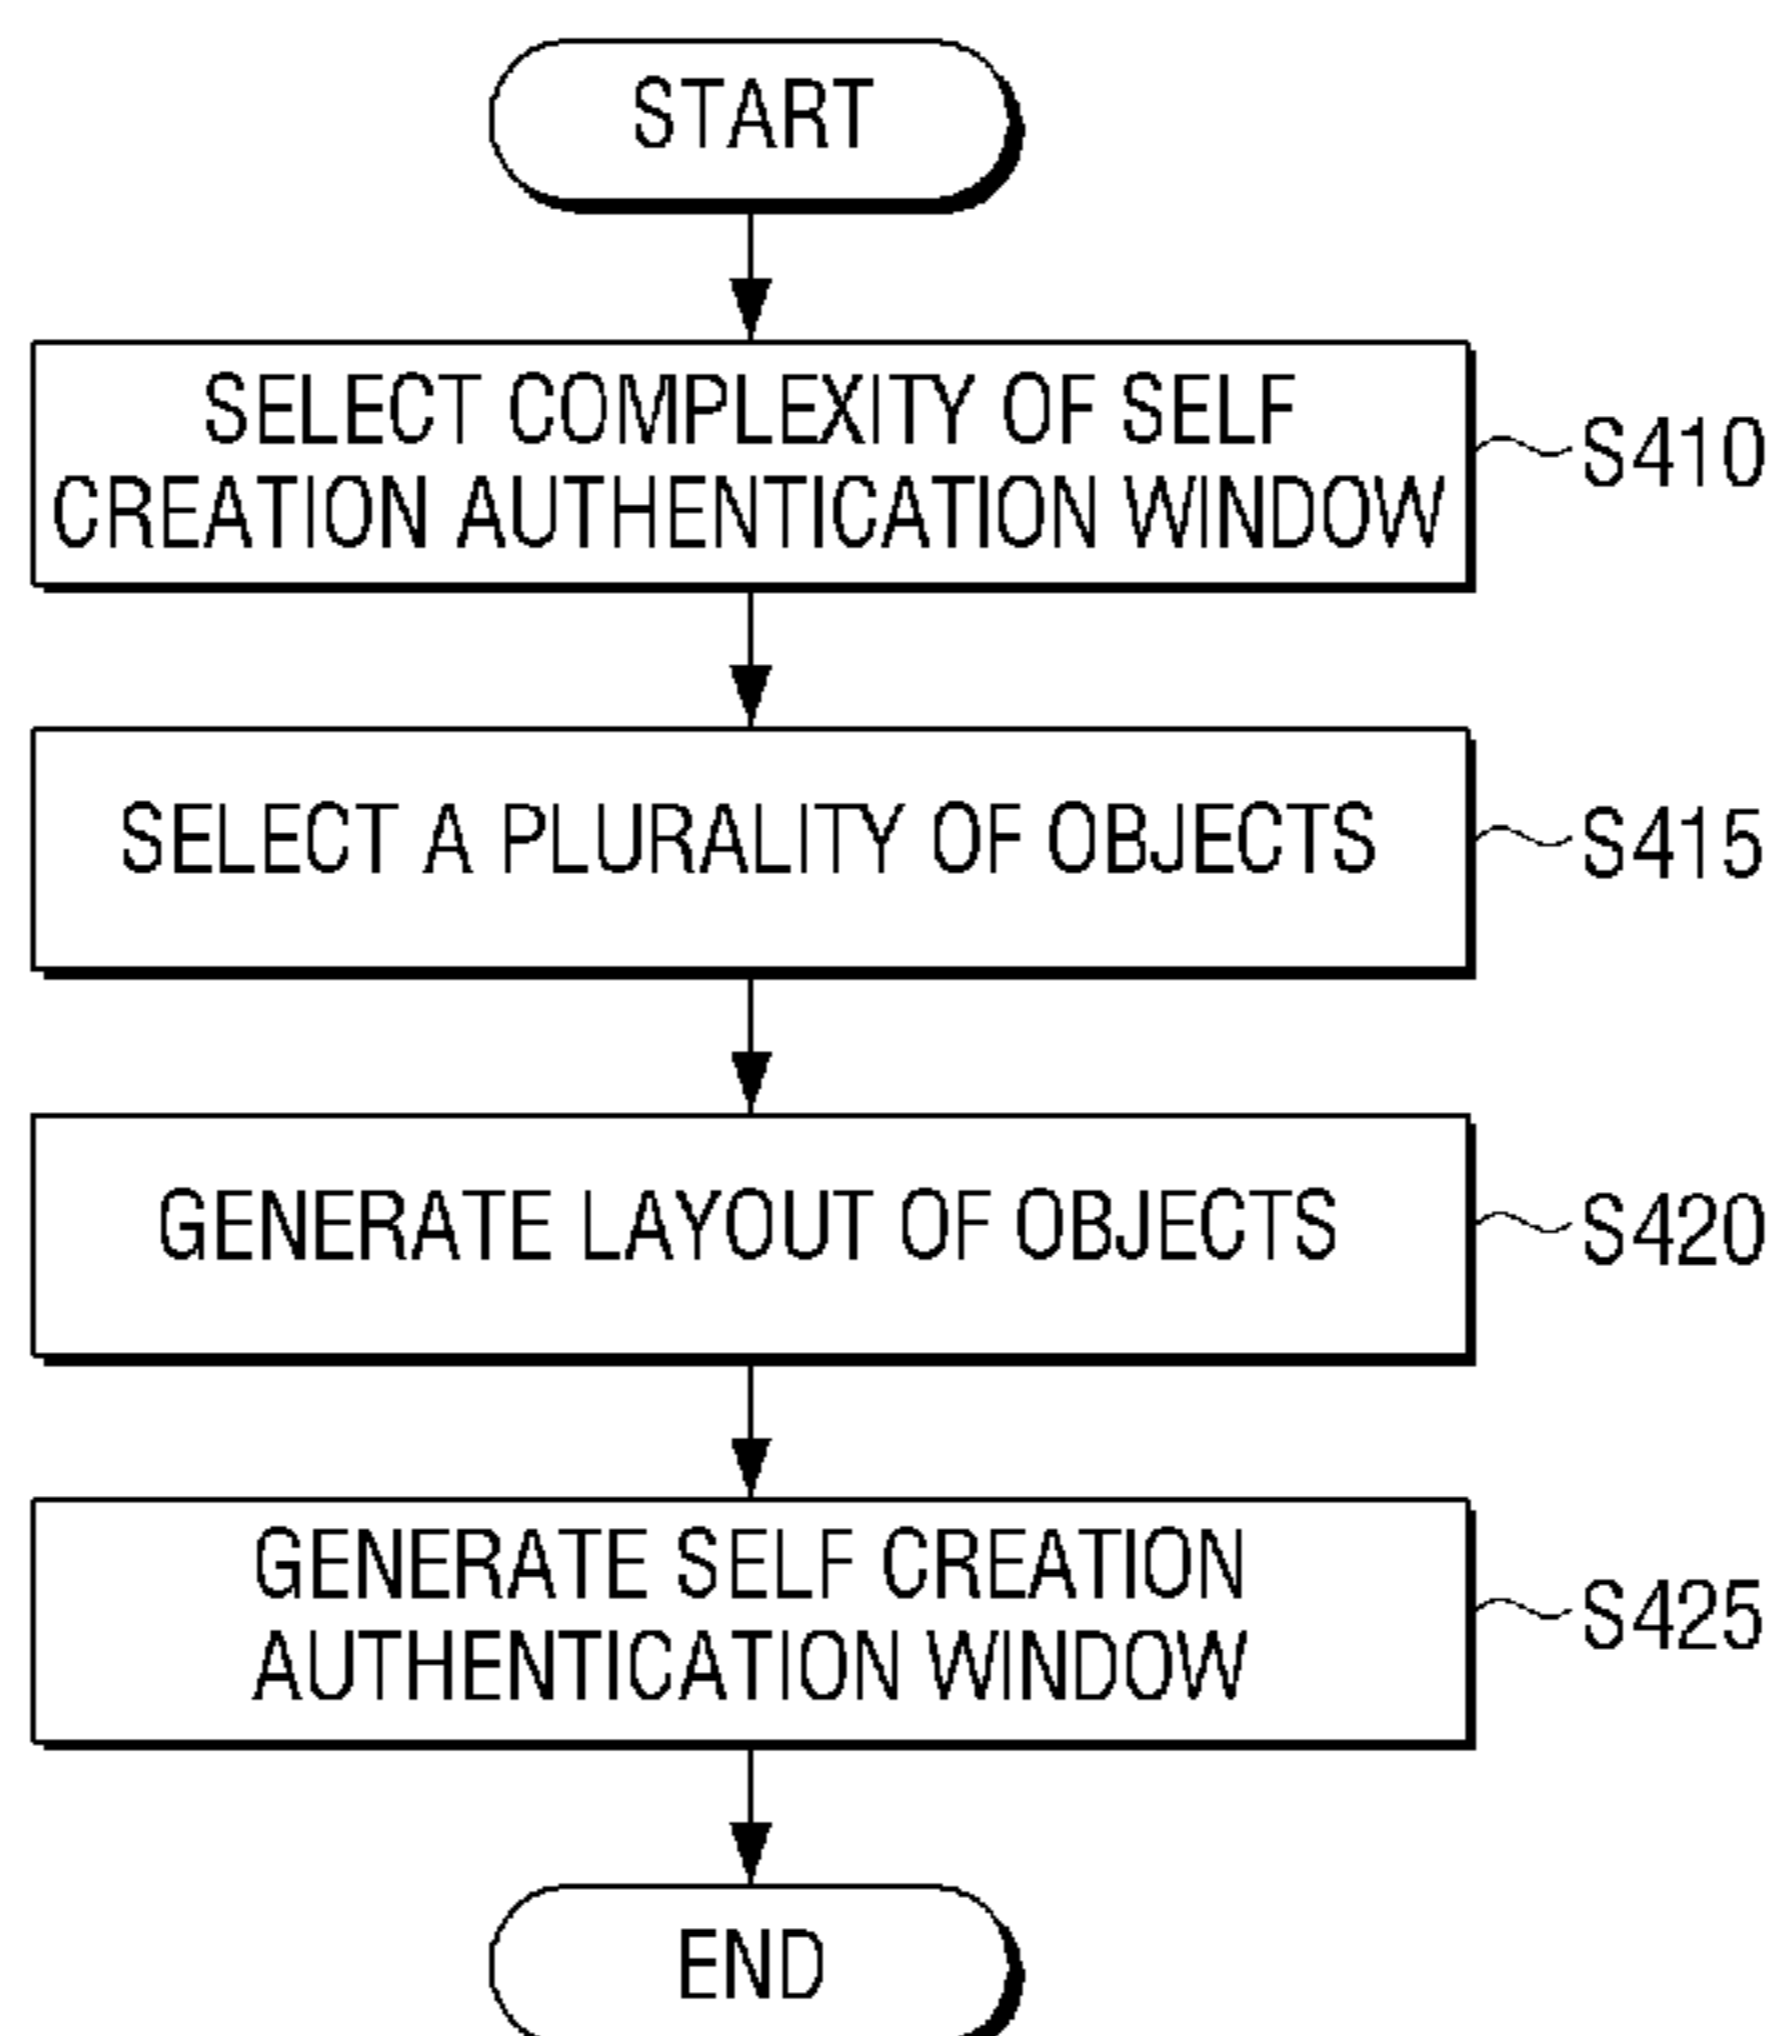 START
SELECT COMPLEXITY OF SELF
CREATION AUTHENTICATION WINDOW
S410
SELECT A PLURALITY OF OBJECTS
S415
GENERATE LAYOUT OF OBJECTS
S420
GENERATE SELF CREATION
AUTHENTICATION WINDOW
S425
END